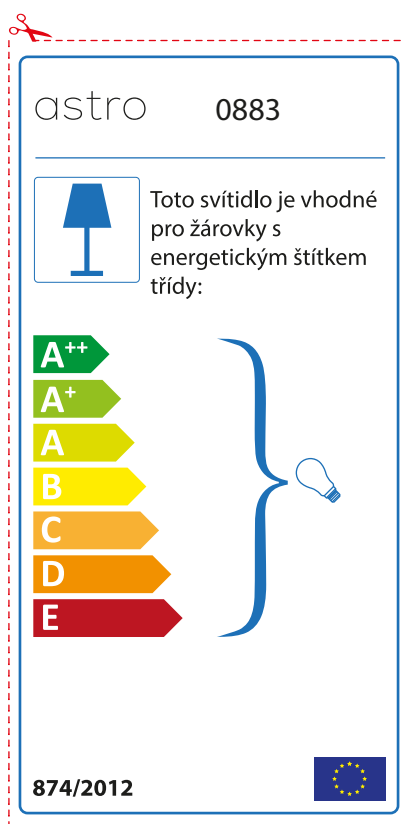 astro 0883
Toto svítidlo je vhodné
pro žárovky s
energetickým štítkem
třídy:
A++
A+
A
B
C
D
E
874/2012